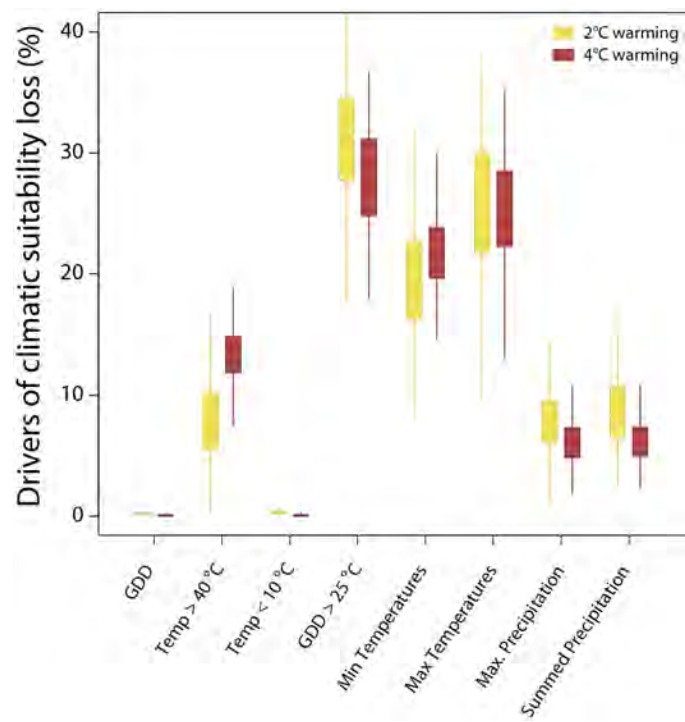 Drivers of climatic suitability loss (%)
40
30
20
10
0
2°C warming
4°C warming
GDD
Temp > 40 °C
Temp < 10 °C
GDD > 25 °C
Min Temperatures
Max Temperatures
Max. Precipitation
Summed Precipitation